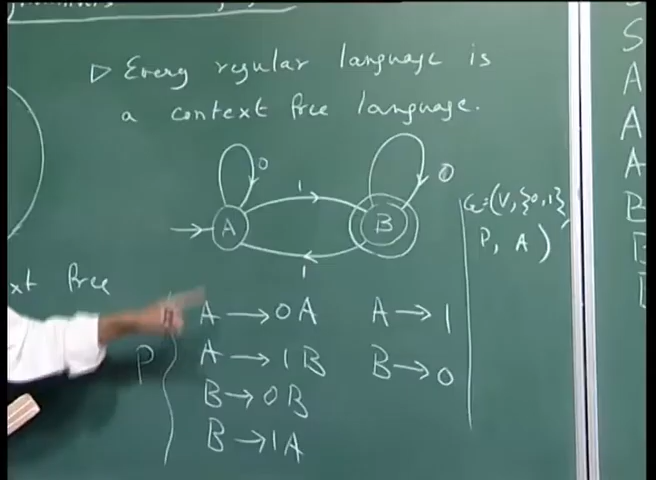 ▷ Every regular language is
a context free language.
0
1
0
A
B
1
G=(V,{0,1},
P, A)
xt free
P
A → 0A
A → 1
A → 1B
B → 0
B → 0B
B → 1A
S
A
A
A
B